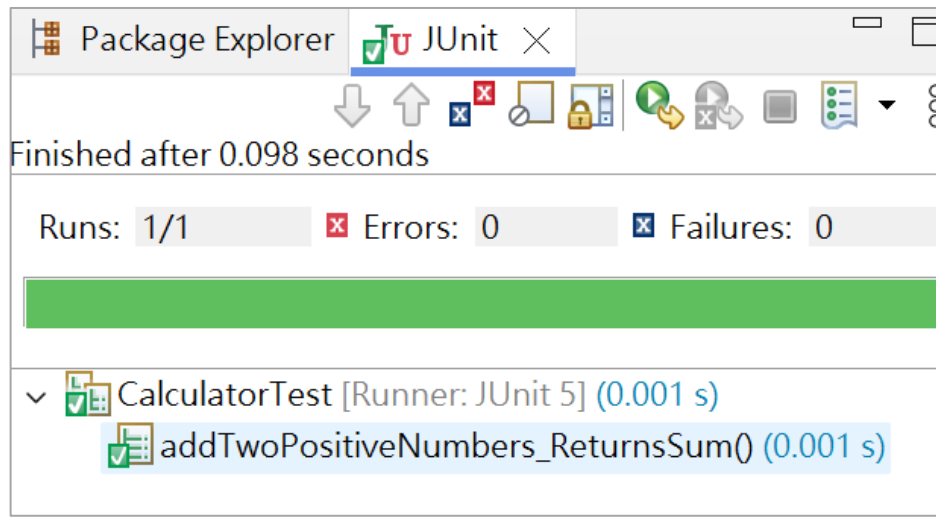 Package Explorer JUnit
Finished after 0.098 seconds
Runs: 1/1 Errors: 0 Failures: 0
CalculatorTest [Runner: JUnit 5] (0.001 s)
addTwoPositiveNumbers_ReturnsSum() (0.001 s)